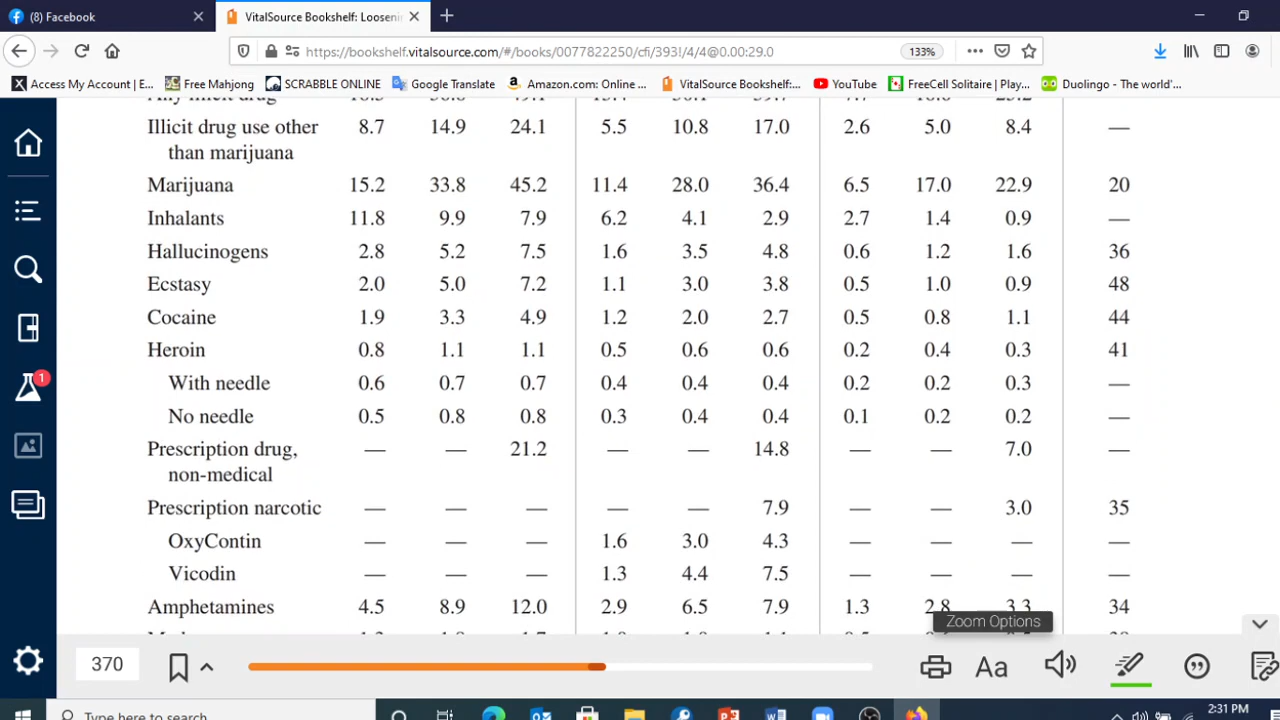 (8) Facebook
VitalSource Bookshelf: Loosenin
https://bookshelf.vitalsource.com/#/books/0077822250/cfi/393!/4/4@0.00:29.0
133%
Access My Account | E...
Free Mahjong
SCRABBLE ONLINE
Google Translate
Amazon.com: Online ...
VitalSource Bookshelf:...
YouTube
FreeCell Solitaire | Play...
Duolingo - The world'...
Any illicit drug
Illicit drug use other 8.7 14.9 24.1 5.5 10.8 17.0 2.6 5.0 8.4 —
than marijuana
Marijuana 15.2 33.8 45.2 11.4 28.0 36.4 6.5 17.0 22.9 20
Inhalants 11.8 9.9 7.9 6.2 4.1 2.9 2.7 1.4 0.9 —
Hallucinogens 2.8 5.2 7.5 1.6 3.5 4.8 0.6 1.2 1.6 36
Ecstasy 2.0 5.0 7.2 1.1 3.0 3.8 0.5 1.0 0.9 48
Cocaine 1.9 3.3 4.9 1.2 2.0 2.7 0.5 0.8 1.1 44
Heroin 0.8 1.1 1.1 0.5 0.6 0.6 0.2 0.4 0.3 41
With needle 0.6 0.7 0.7 0.4 0.4 0.4 0.2 0.2 0.3 —
No needle 0.5 0.8 0.8 0.3 0.4 0.4 0.1 0.2 0.2 —
Prescription drug, — — 21.2 — — 14.8 — — 7.0 —
non-medical
Prescription narcotic — — — — — 7.9 — — 3.0 35
OxyContin — — — 1.6 3.0 4.3 — — — —
Vicodin — — — 1.3 4.4 7.5 — — — —
Amphetamines 4.5 8.9 12.0 2.9 6.5 7.9 1.3 2.8 3.3 34
Zoom Options
370
Aa
1
Type here to search
2:31 PM